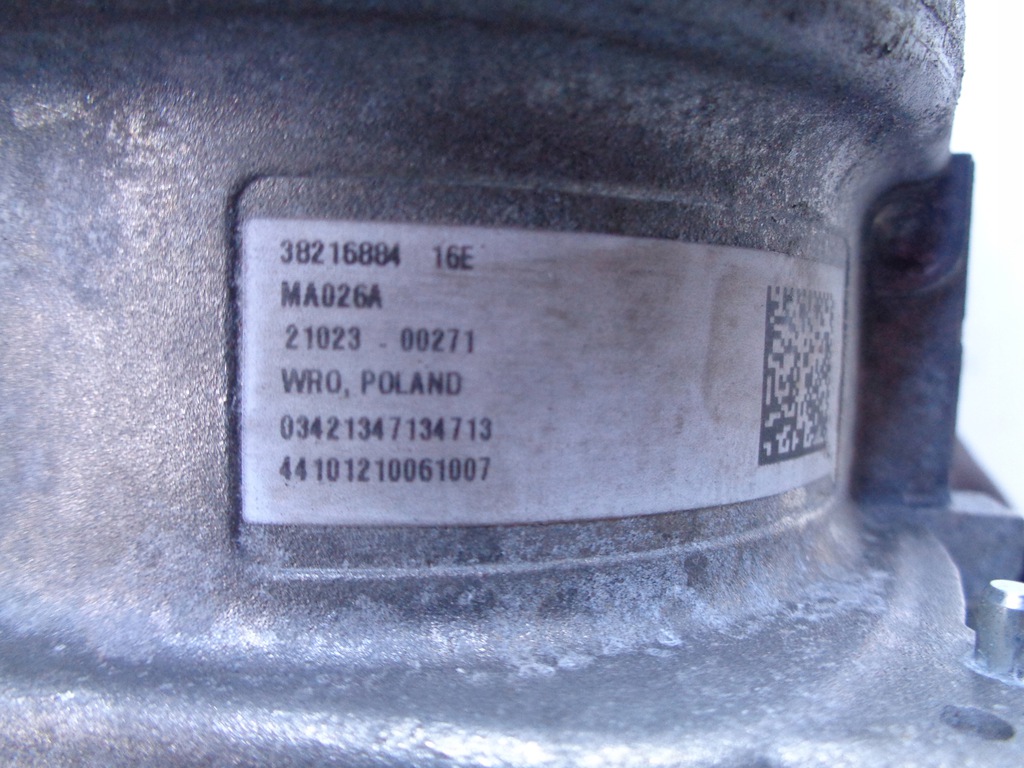 38216884 16E
MA026A
21023 - 00271
WRO, POLAND
03421347134713
44101210061007